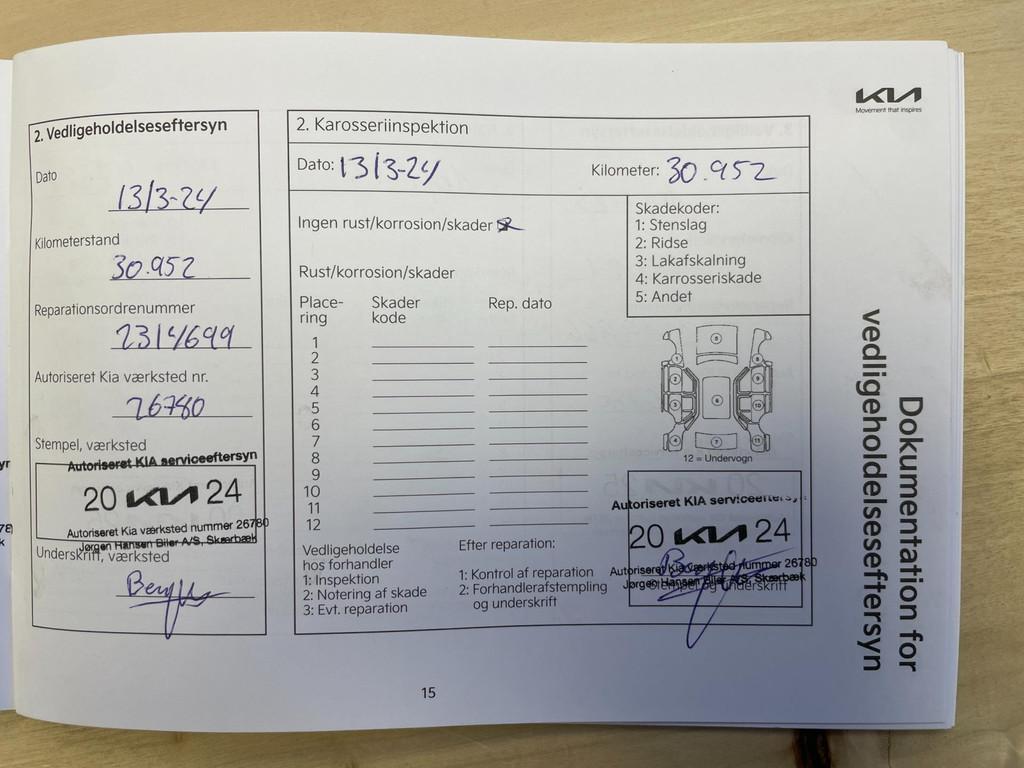 KIA
Movement that inspires
Dokumentation for
vedligeholdelseseftersyn
2. Vedligeholdelseseftersyn
Dato
13/3-24
Kilometerstand
30.952
Reparationsordrenummer
2314699
Autoriseret Kia værksted nr.
26780
Stempel, værksted
Autoriseret KIA serviceeftersyn
20 KIA 24
Autoriseret Kia værksted nummer 26780
Jørgen Hansen Biler A/S, Skærbæk
Underskrift, værksted
2. Karosseriinspektion
Dato: 13/3-24
Kilometer: 30.952
Ingen rust/korrosion/skader
Skadekoder:
1: Stenslag
2: Ridse
3: Lakafskalning
4: Karrosseriskade
5: Andet
Rust/korrosion/skader
Place-
ring
Skader
kode
Rep. dato
1
2
3
4
5
6
7
8
9
10
11
12
12 = Undervogn
Vedligeholdelse
hos forhandler
1: Inspektion
2: Notering af skade
3: Evt. reparation
Efter reparation:
1: Kontrol af reparation
2: Forhandlerafstempling
og underskrift
Autoriseret KIA serviceeftersyn
20 KIA 24
Autoriseret Kia værksted nummer 26780
Jørgen Hansen Biler A/S, Skærbæk
Stempel og underskrift
15